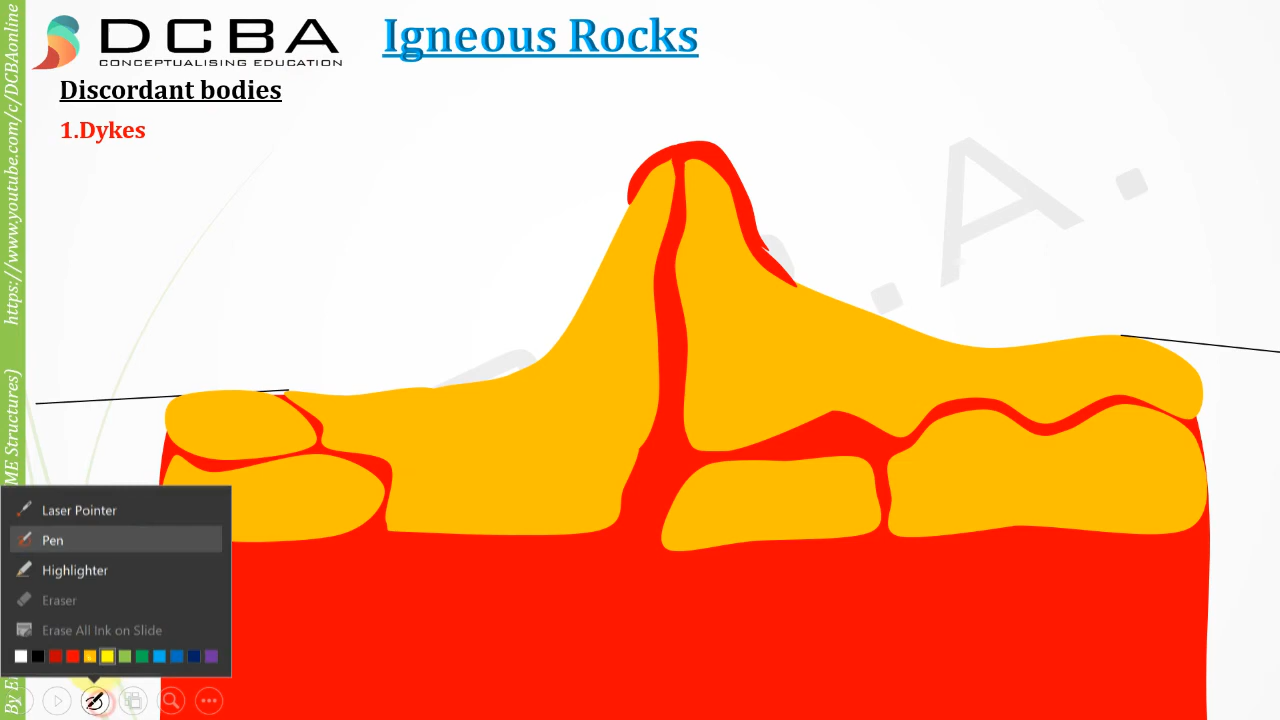 DCBA
CONCEPTUALISING EDUCATION
Igneous Rocks
Discordant bodies
1.Dykes
https://www.youtube.com/c/DCBAonline
ME Structures)
By E
A.
Laser Pointer
Pen
Highlighter
Eraser
Erase All Ink on Slide